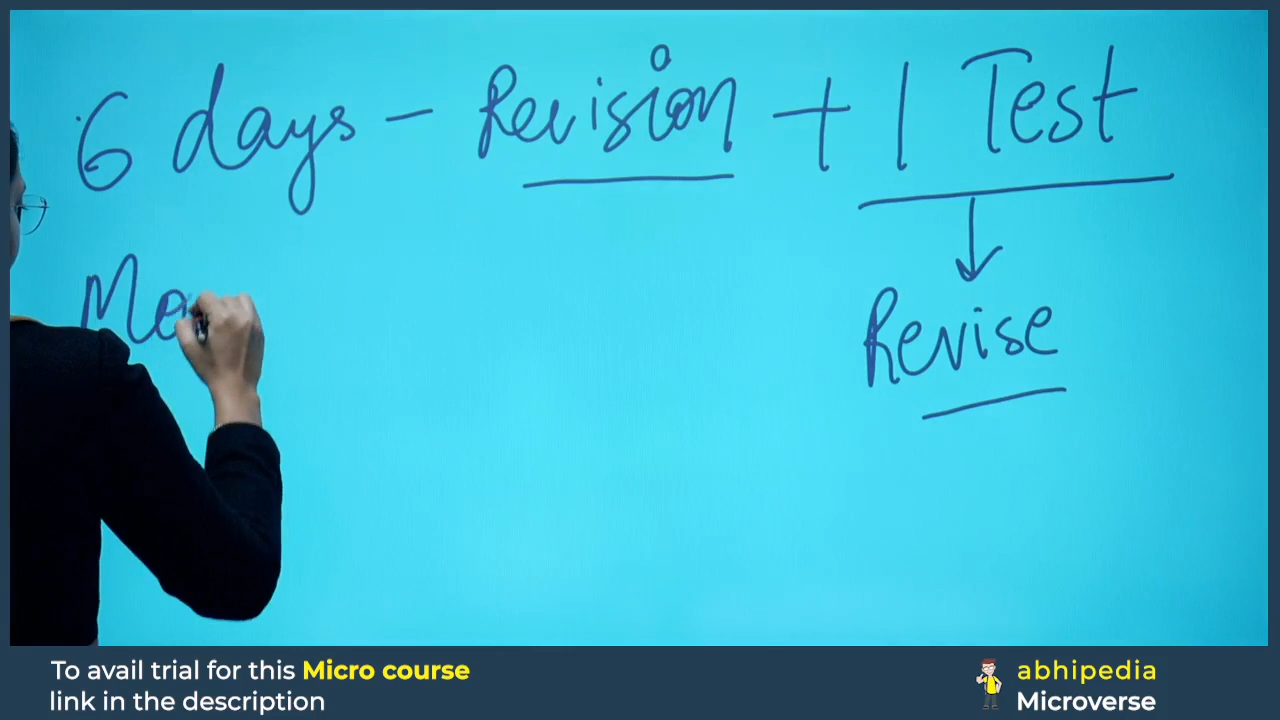 6 days - Revision + 1 Test
Revise
To avail trial for this Micro course
link in the description
abhipedia
Microverse